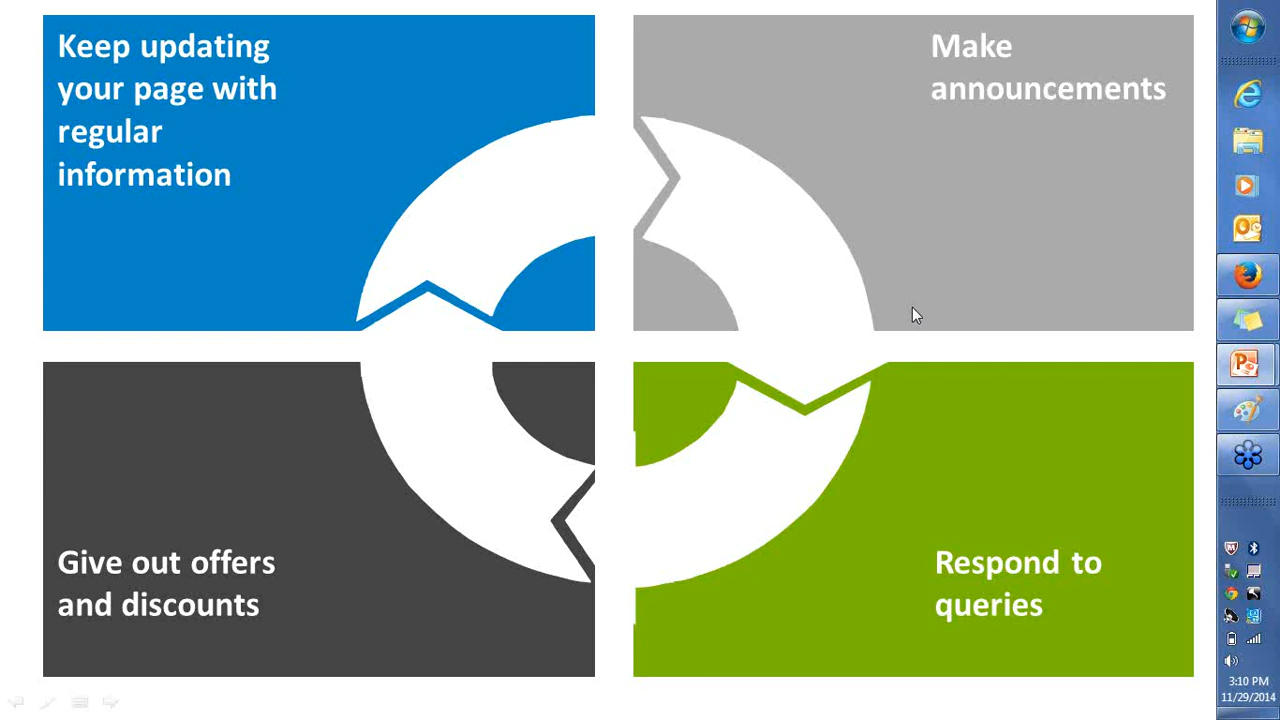 Keep updating
your page with
regular
information
Make
announcements
Give out offers
and discounts
Respond to
queries
3:10 PM
11/29/2014